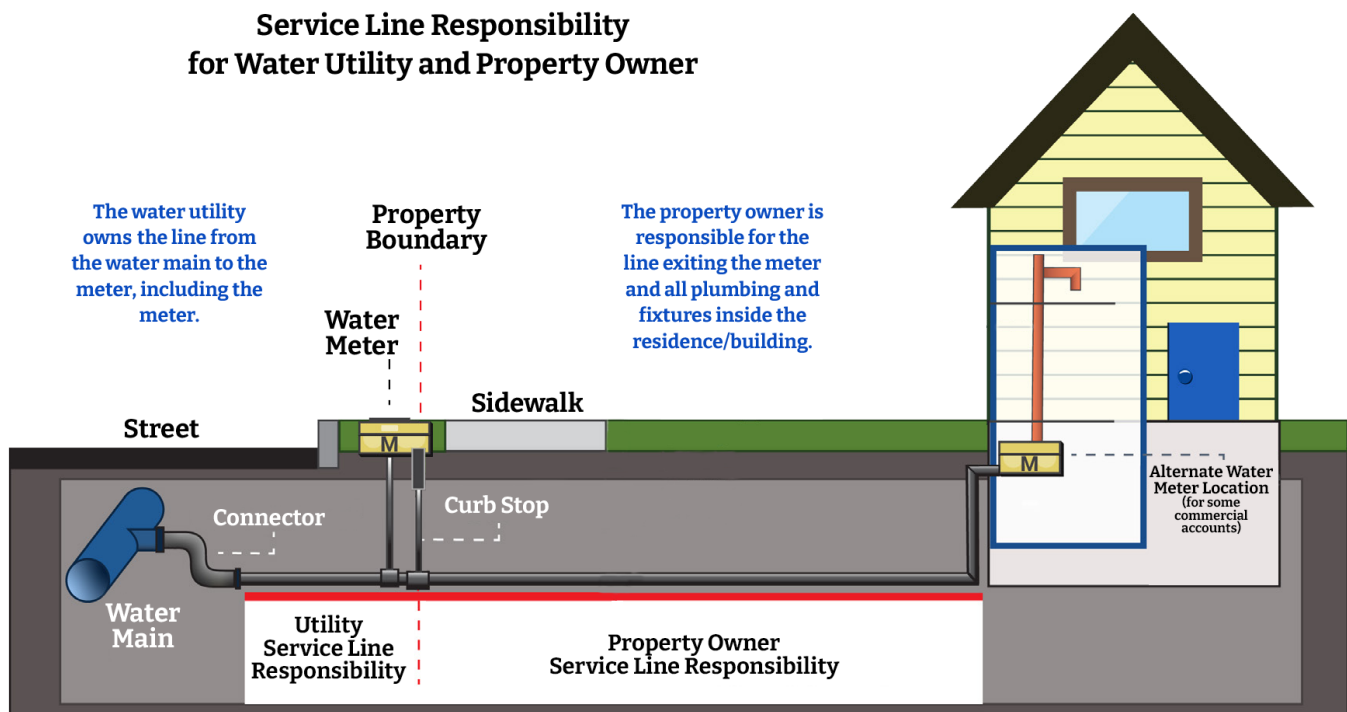 Service Line Responsibility
for Water Utility and Property Owner
The water utility
owns the line from
the water main to the
meter, including the
meter.
Property
Boundary
The property owner is
responsible for the
line exiting the meter
and all plumbing and
fixtures inside the
residence/building.
Water
Meter
Street
Sidewalk
M
M
Alternate Water
Meter Location
(for some
commercial
accounts)
Connector
Curb Stop
Water
Main
Utility
Service Line
Responsibility
Property Owner
Service Line Responsibility